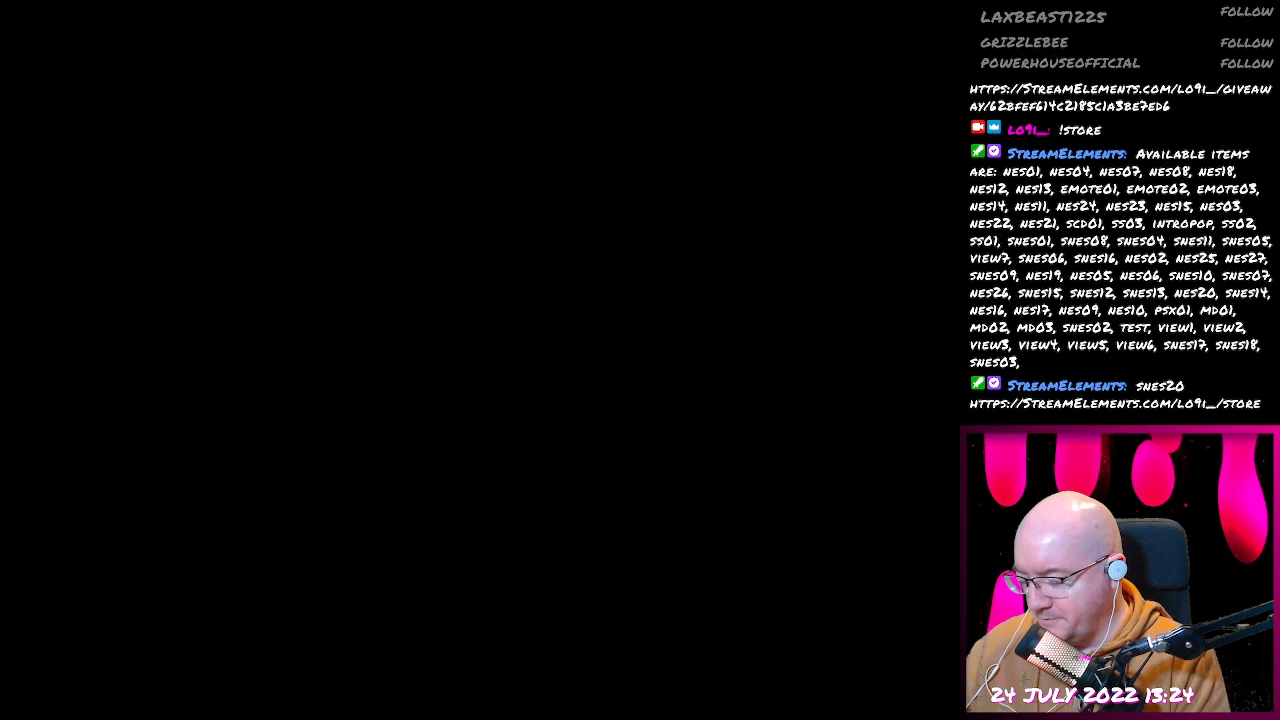 LAXBEAST1225 FOLLOW
GRIZZLEBEE FOLLOW
POWERHOUSEOFFICIAL FOLLOW
https://StreamElements.com/lo9i_/giveaw
ay/62bfef614c2185c1a3be7ed6
lo9i_: !store
StreamElements: Available items
are: nes01, nes04, nes07, nes08, nes18,
nes12, nes13, emote01, emote02, emote03,
nes14, nes11, nes24, nes23, nes15, nes03,
nes22, nes21, scd01, ss03, intropop, ss02,
ss01, snes01, snes08, snes04, snes11, snes05,
view7, snes06, snes16, nes02, nes25, nes27,
snes09, nes19, nes05, nes06, snes10, snes07,
nes26, snes15, snes12, snes13, nes20, snes14,
nes16, nes17, nes09, nes10, psx01, md01,
md02, md03, snes02, test, view1, view2,
view3, view4, view5, view6, snes17, snes18,
snes03,
StreamElements: snes20
https://StreamElements.com/lo9i_/store
24 JULY 2022 13:24